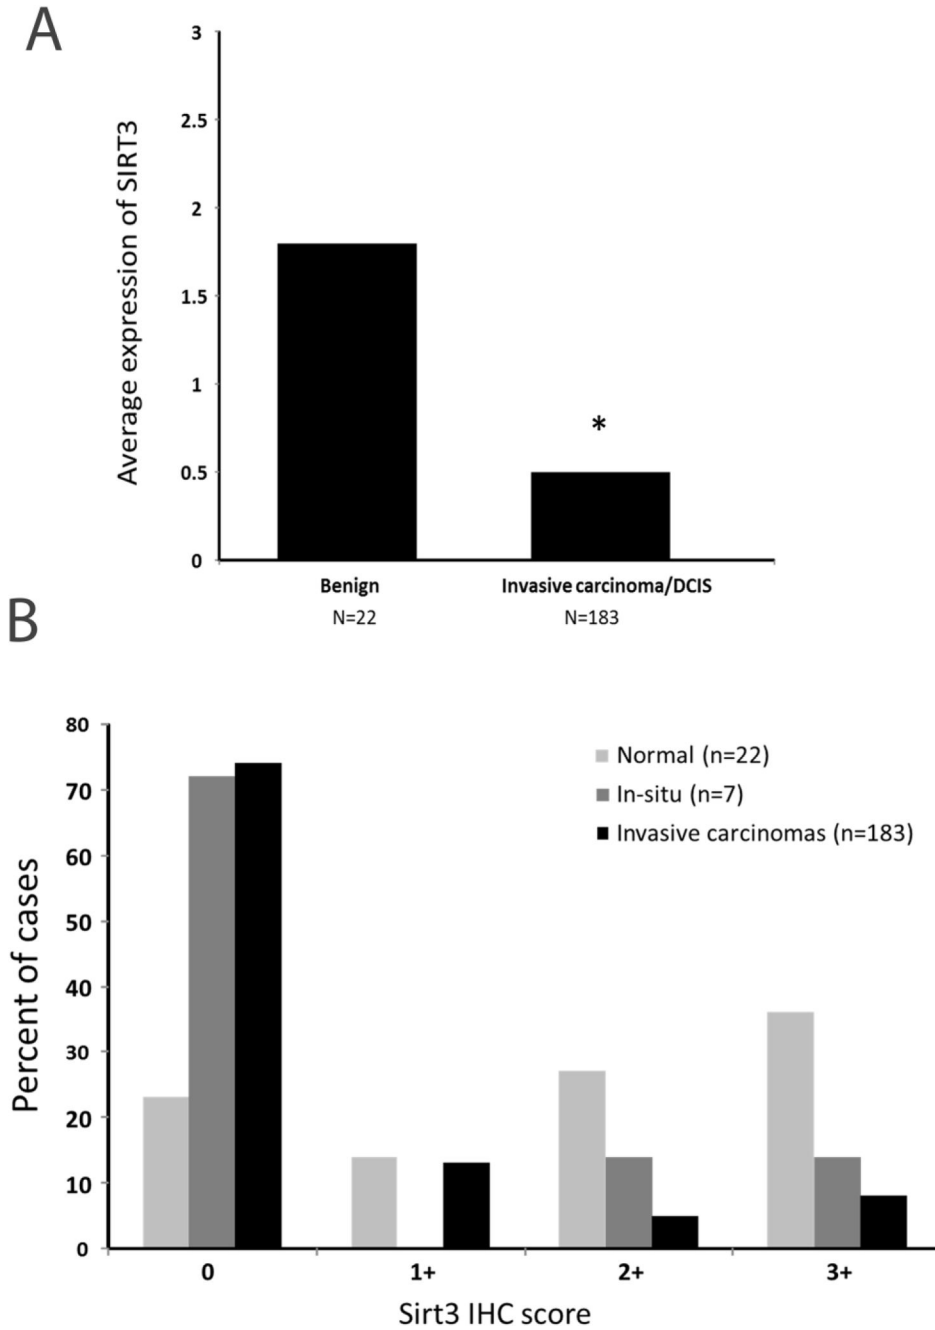 A
Average expression of SIRT3
3
2.5
2
1.5
1
0.5
0
*
Benign
Invasive carcinoma/DCIS
N=22
N=183
B
Percent of cases
80
70
60
50
40
30
20
10
0
Normal (n=22)
In-situ (n=7)
Invasive carcinomas (n=183)
0 1+ 2+ 3+
Sirt3 IHC score